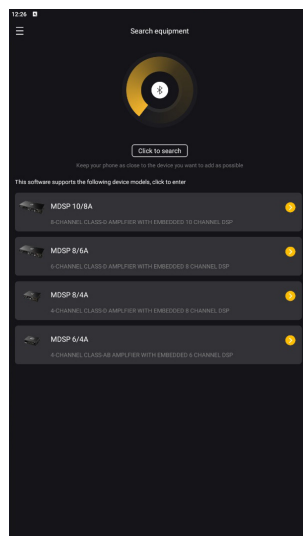 12:26
Search equipment
Click to search
Keep your phone as close to the device you want to add as possible
This software supports the following device models, click to enter
MDSP 10/8A
8-CHANNEL CLASS-D AMPLFIER WITH EMBEDDED 10 CHANNEL DSP
MDSP 8/6A
6-CHANNEL CLASS-D AMPLFIER WITH EMBEDDED 8 CHANNEL DSP
MDSP 8/4A
4-CHANNEL CLASS-D AMPLFIER WITH EMBEDDED 8 CHANNEL DSP
MDSP 6/4A
4-CHANNEL CLASS-AB AMPLFIER WITH EMBEDDED 6 CHANNEL DSP